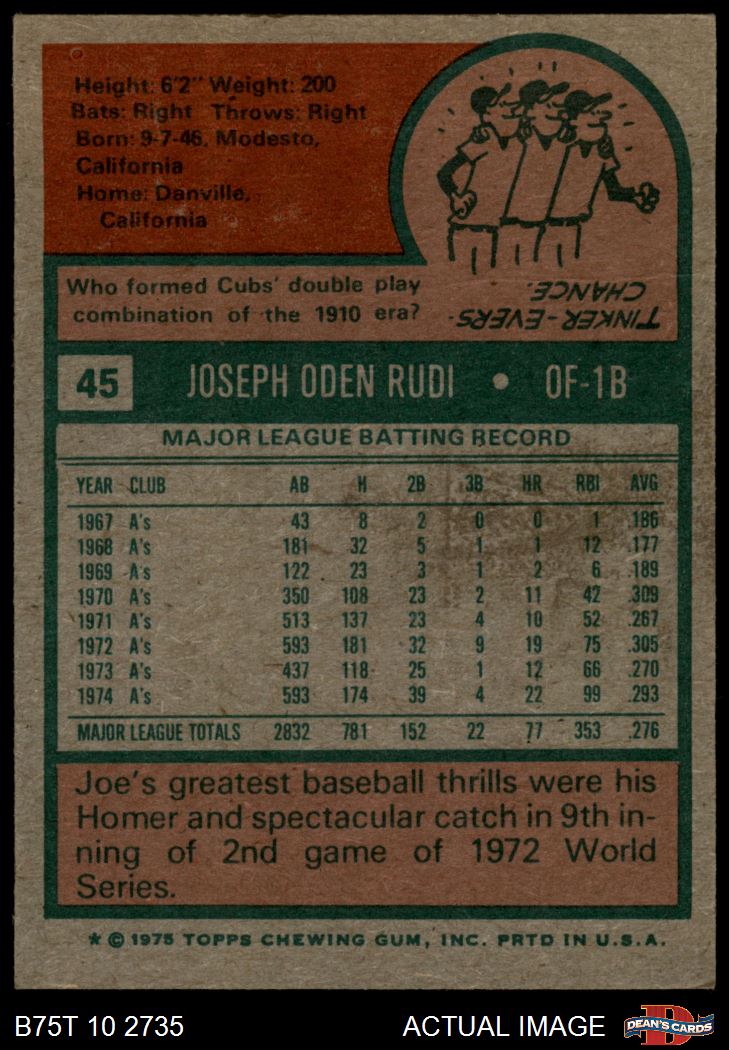 Height: 6'2" Weight: 200
Bats: Right Throws: Right
Born: 9-7-46, Modesto,
California
Home: Danville,
California
Who formed Cubs' double play
combination of the 1910 era?
TINKER-EVERS-
CHANCE.
45 JOSEPH ODEN RUDI • OF-1B
MAJOR LEAGUE BATTING RECORD
YEAR CLUB AB H 2B 3B HR RBI AVG
1967 A's 43 8 2 0 0 1 .186
1968 A's 181 32 5 1 1 12 .177
1969 A's 122 23 3 1 2 6 .189
1970 A's 350 108 23 2 11 42 .309
1971 A's 513 137 23 4 10 52 .267
1972 A's 593 181 32 9 19 75 .305
1973 A's 437 118 25 1 12 66 .270
1974 A's 593 174 39 4 22 99 .293
MAJOR LEAGUE TOTALS 2832 781 152 22 77 353 .276
Joe's greatest baseball thrills were his
Homer and spectacular catch in 9th in-
ning of 2nd game of 1972 World
Series.
* © 1975 TOPPS CHEWING GUM, INC. PRTD IN U.S.A.
B75T 10 2735 ACTUAL IMAGE D DEAN'S CARDS